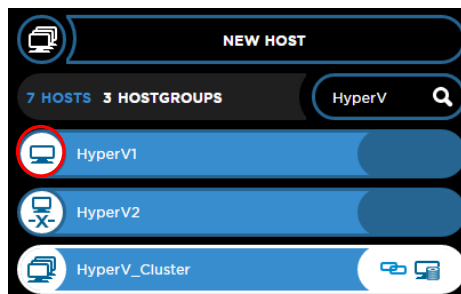 NEW HOST
7 HOSTS 3 HOSTGROUPS HyperV
HyperV1
-X- HyperV2
HyperV_Cluster